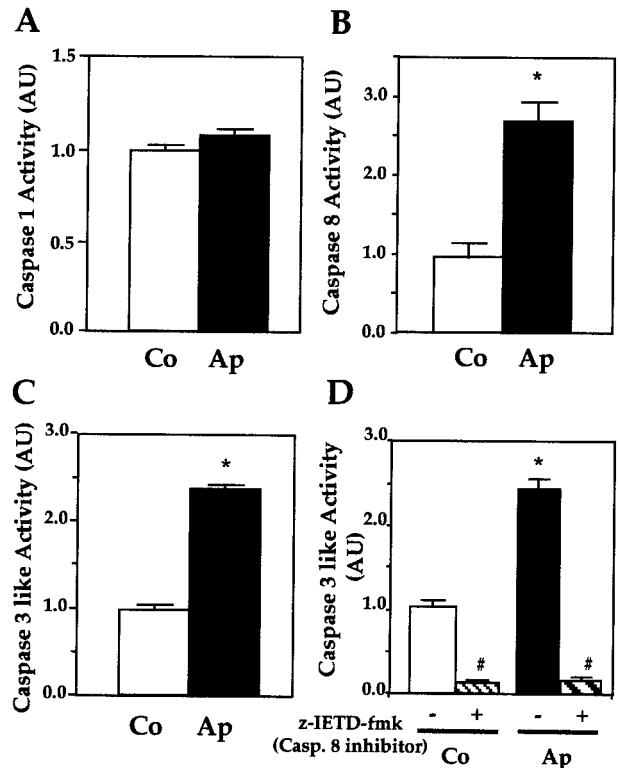 A
Caspase 1 Activity (AU)
1.5
1.0
0.5
0.0
Co Ap
B
Caspase 8 Activity (AU)
3.0
2.0
1.0
0.0
*
Co Ap
C
Caspase 3 like Activity (AU)
3.0
2.0
1.0
0.0
*
Co Ap
D
Caspase 3 like Activity
(AU)
3.0
2.0
1.0
0.0
*
# #
z-IETD-fmk - + - +
(Casp. 8 inhibitor)
Co Ap